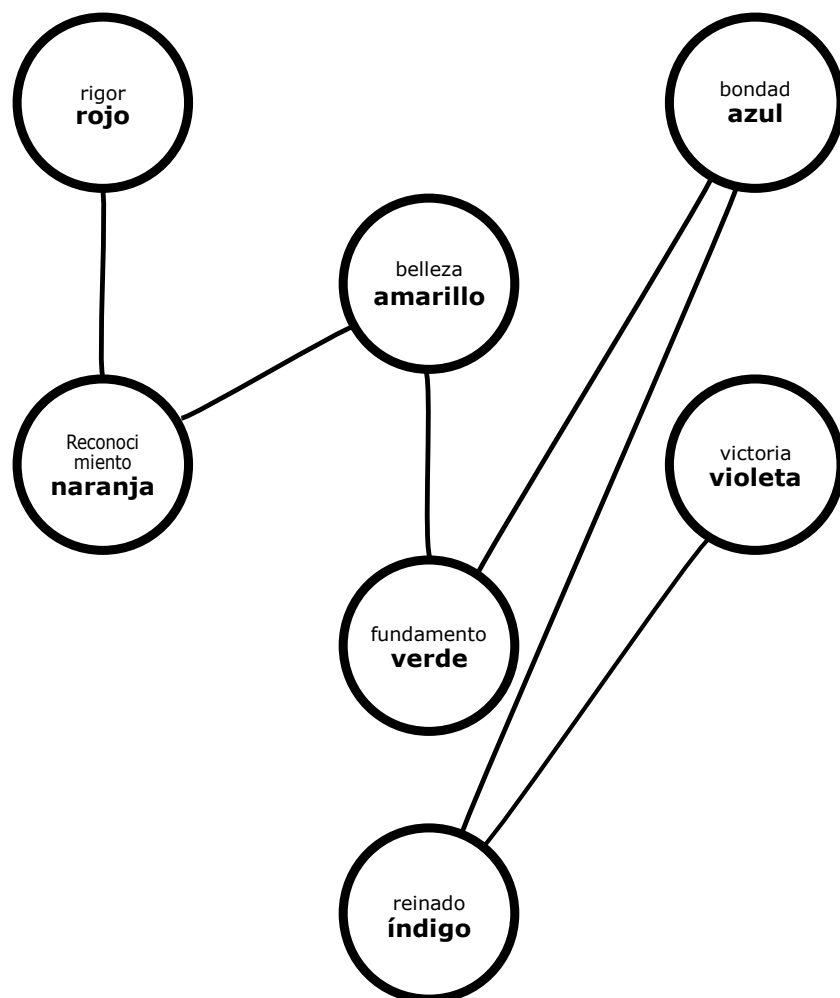 rigor
rojo
bondad
azul
belleza
amarillo
Reconoci
miento
naranja
victoria
violeta
fundamento
verde
reinado
índigo